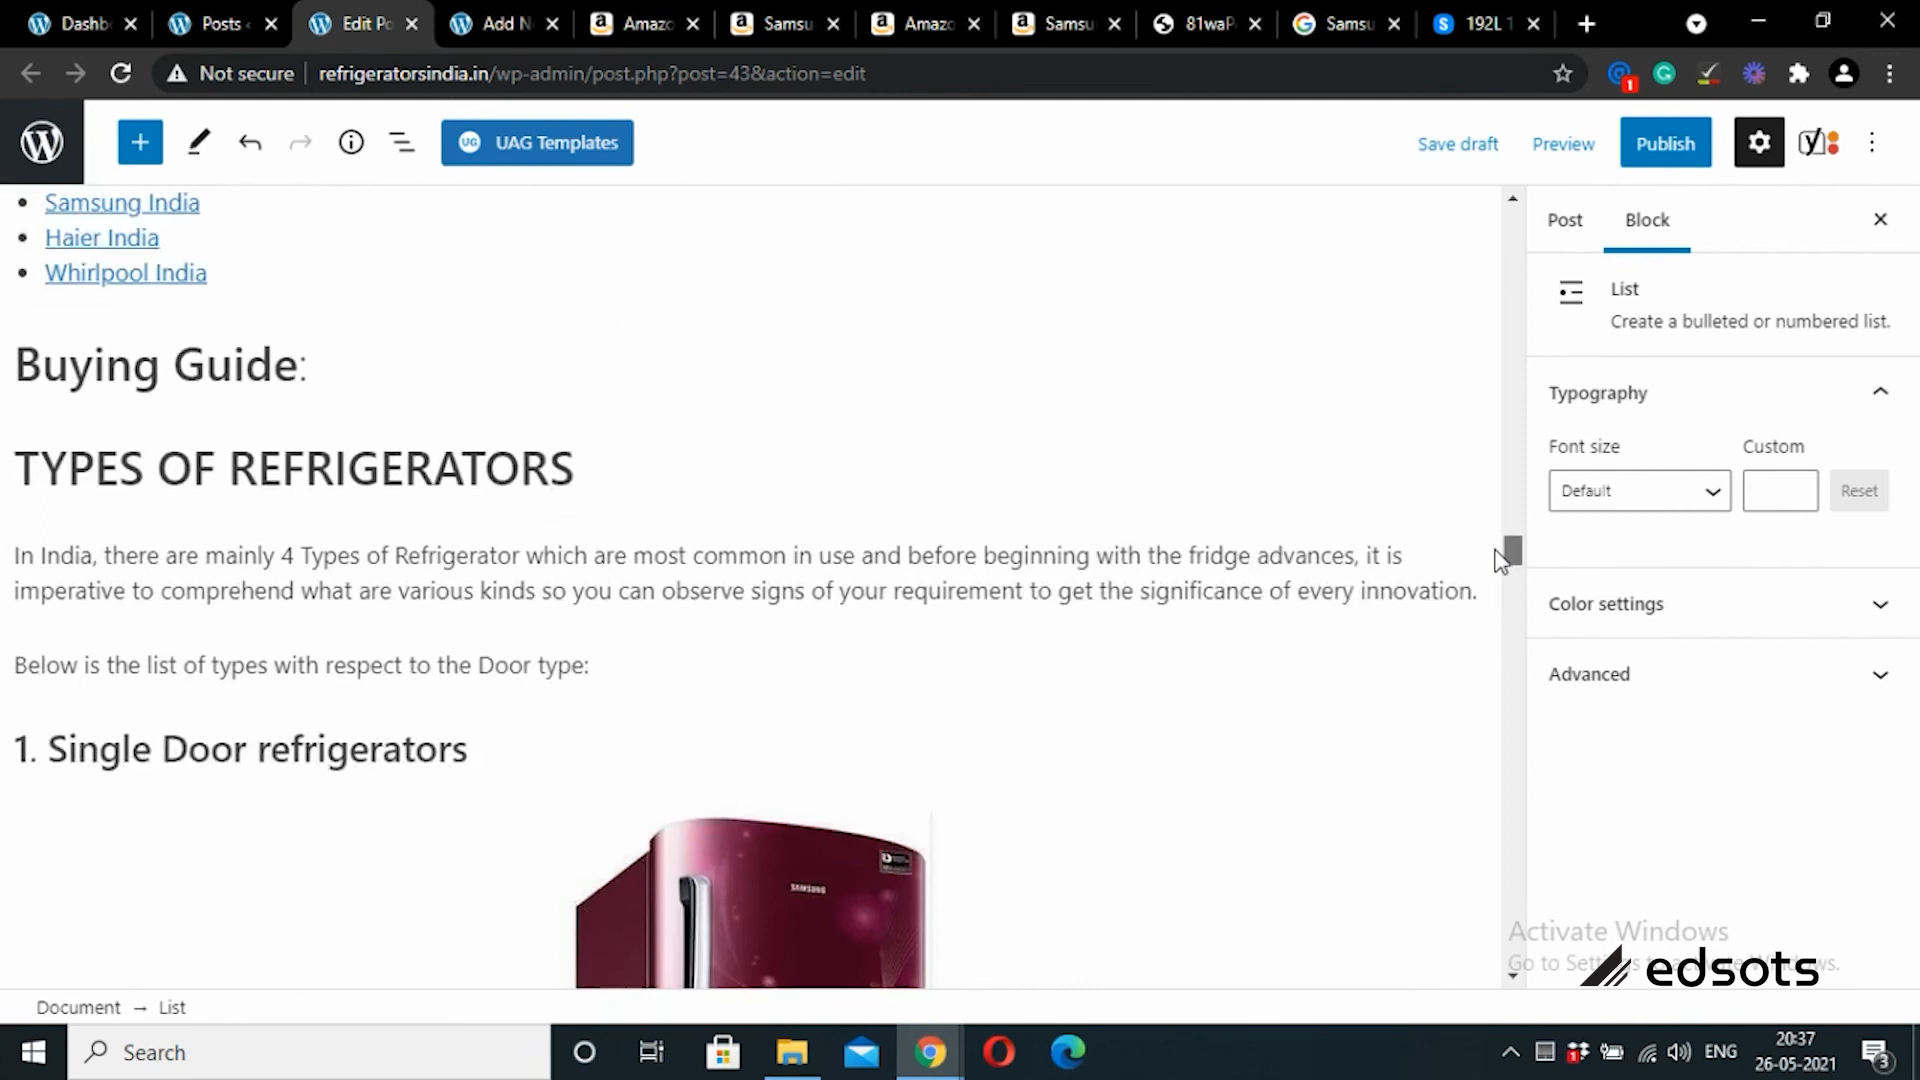 Dashb
Posts
Edit Po
Add N
Amazo
Samsu
Amazo
Samsu
81waP
Samsu
192L 1
Not secure
refrigeratorsindia.in/wp-admin/post.php?post=43&action=edit
1
UAG Templates
Save draft
Preview
Publish
Samsung India
Haier India
Whirlpool India
Buying Guide:
TYPES OF REFRIGERATORS
In India, there are mainly 4 Types of Refrigerator which are most common in use and before beginning with the fridge advances, it is
imperative to comprehend what are various kinds so you can observe signs of your requirement to get the significance of every innovation.
Below is the list of types with respect to the Door type:
1. Single Door refrigerators
SAMSUNG
Post
Block
List
Create a bulleted or numbered list.
Typography
Font size
Custom
Default
Reset
Color settings
Advanced
Activate Windows
edsots
Document → List
Search
ENG
20:37
26-05-2021
3